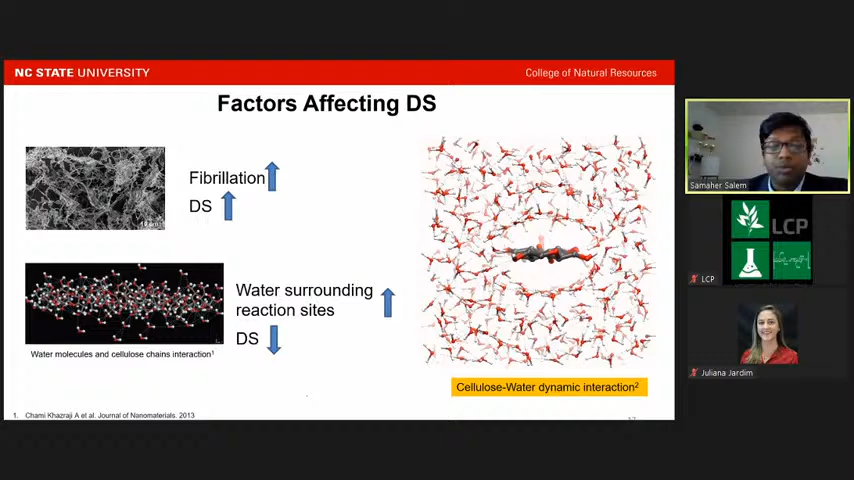 NC STATE UNIVERSITY
College of Natural Resources
Factors Affecting DS
Fibrillation
DS
Water surrounding
reaction sites
DS
Water molecules and cellulose chains interaction1
Cellulose-Water dynamic interaction2
1. Chami Khazraji A et al. Journal of Nanomaterials. 2013
Samaher Salem
LCP
LCP
Juliana Jardim